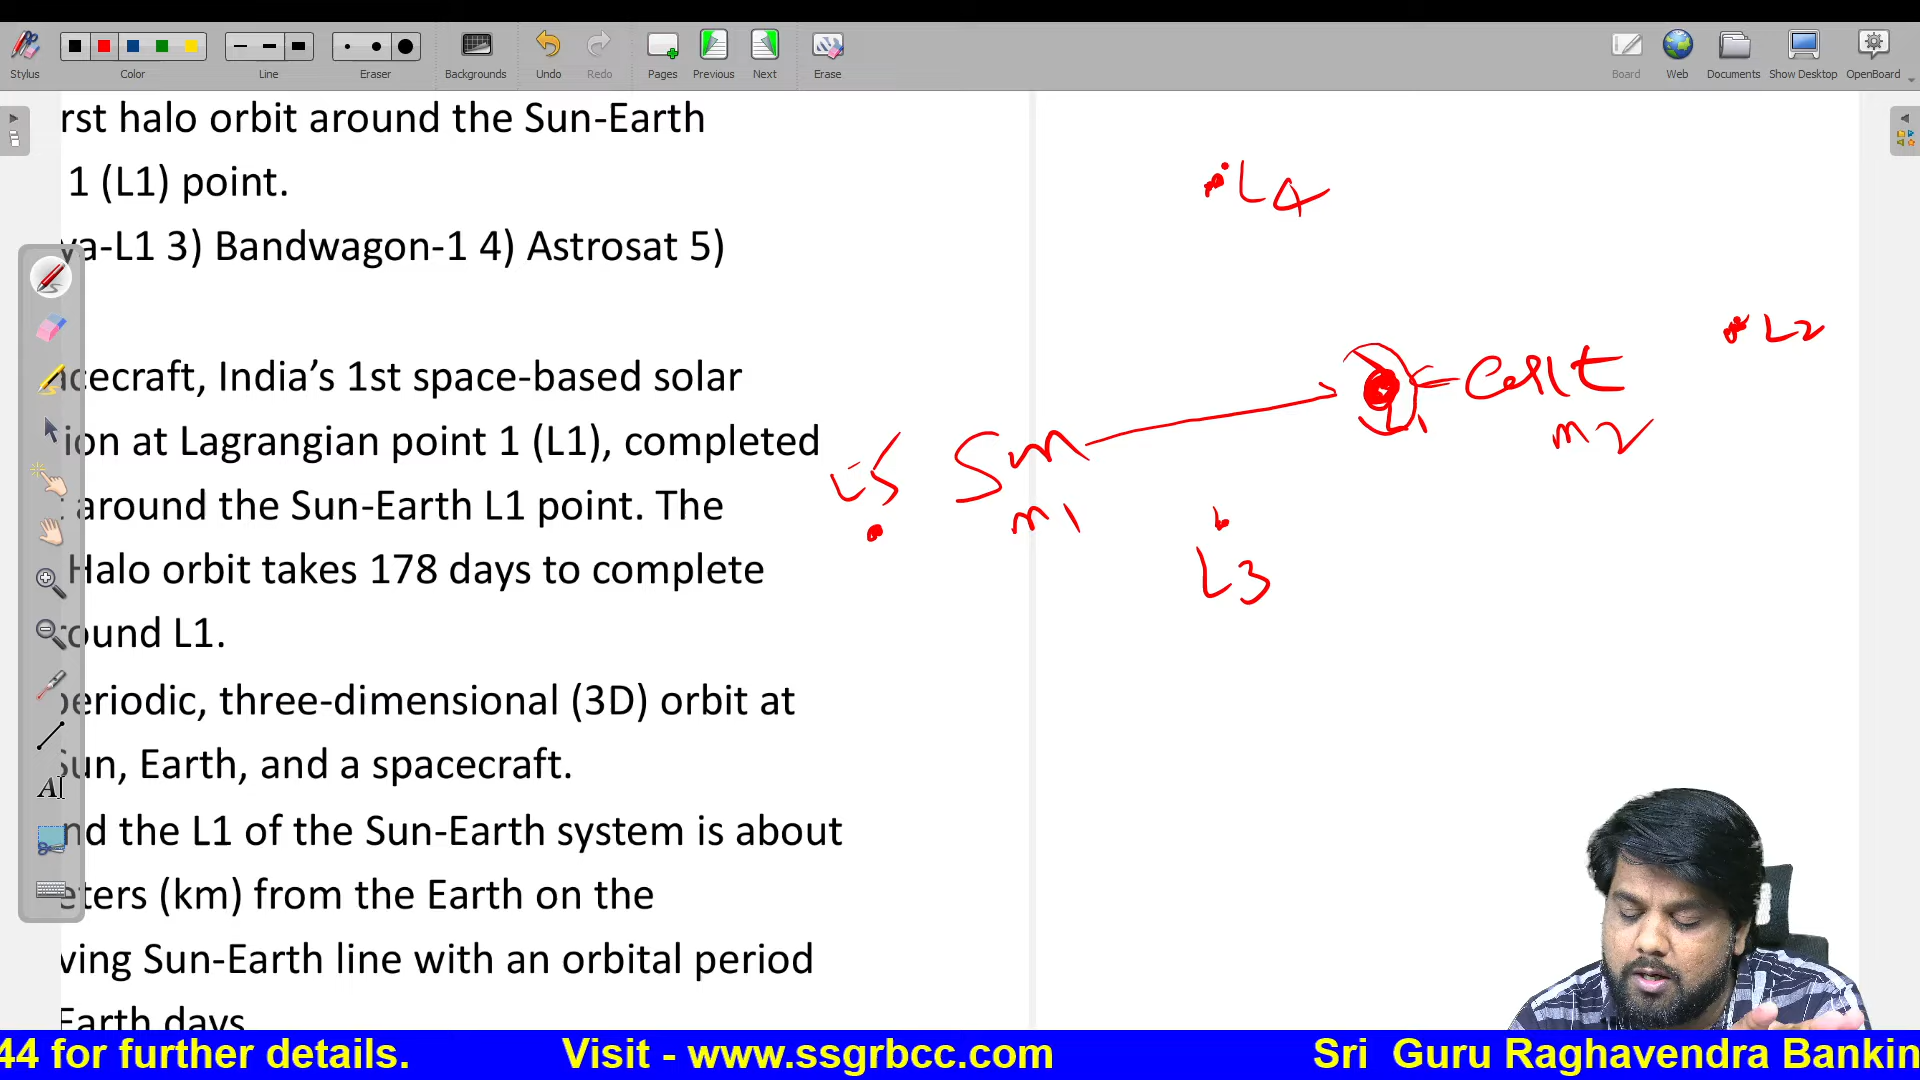 Stylus
Color
Line
Eraser
Backgrounds
Undo
Redo
Pages
Previous
Next
Erase
Board
Web
Documents
Show Desktop
OpenBoard
rst halo orbit around the Sun-Earth
1 (L1) point.
ya-L1 3) Bandwagon-1 4) Astrosat 5)
cecraft, India's 1st space-based solar
ion at Lagrangian point 1 (L1), completed
around the Sun-Earth L1 point. The
Halo orbit takes 178 days to complete
round L1.
periodic, three-dimensional (3D) orbit at
Sun, Earth, and a spacecraft.
nd the L1 of the Sun-Earth system is about
eters (km) from the Earth on the
ving Sun-Earth line with an orbital period
Earth days
L4
L2
L1
m2
L5
Sun
m1
L3
44 for further details.
Visit - www.ssgrbcc.com
Sri Guru Raghavendra Bankin